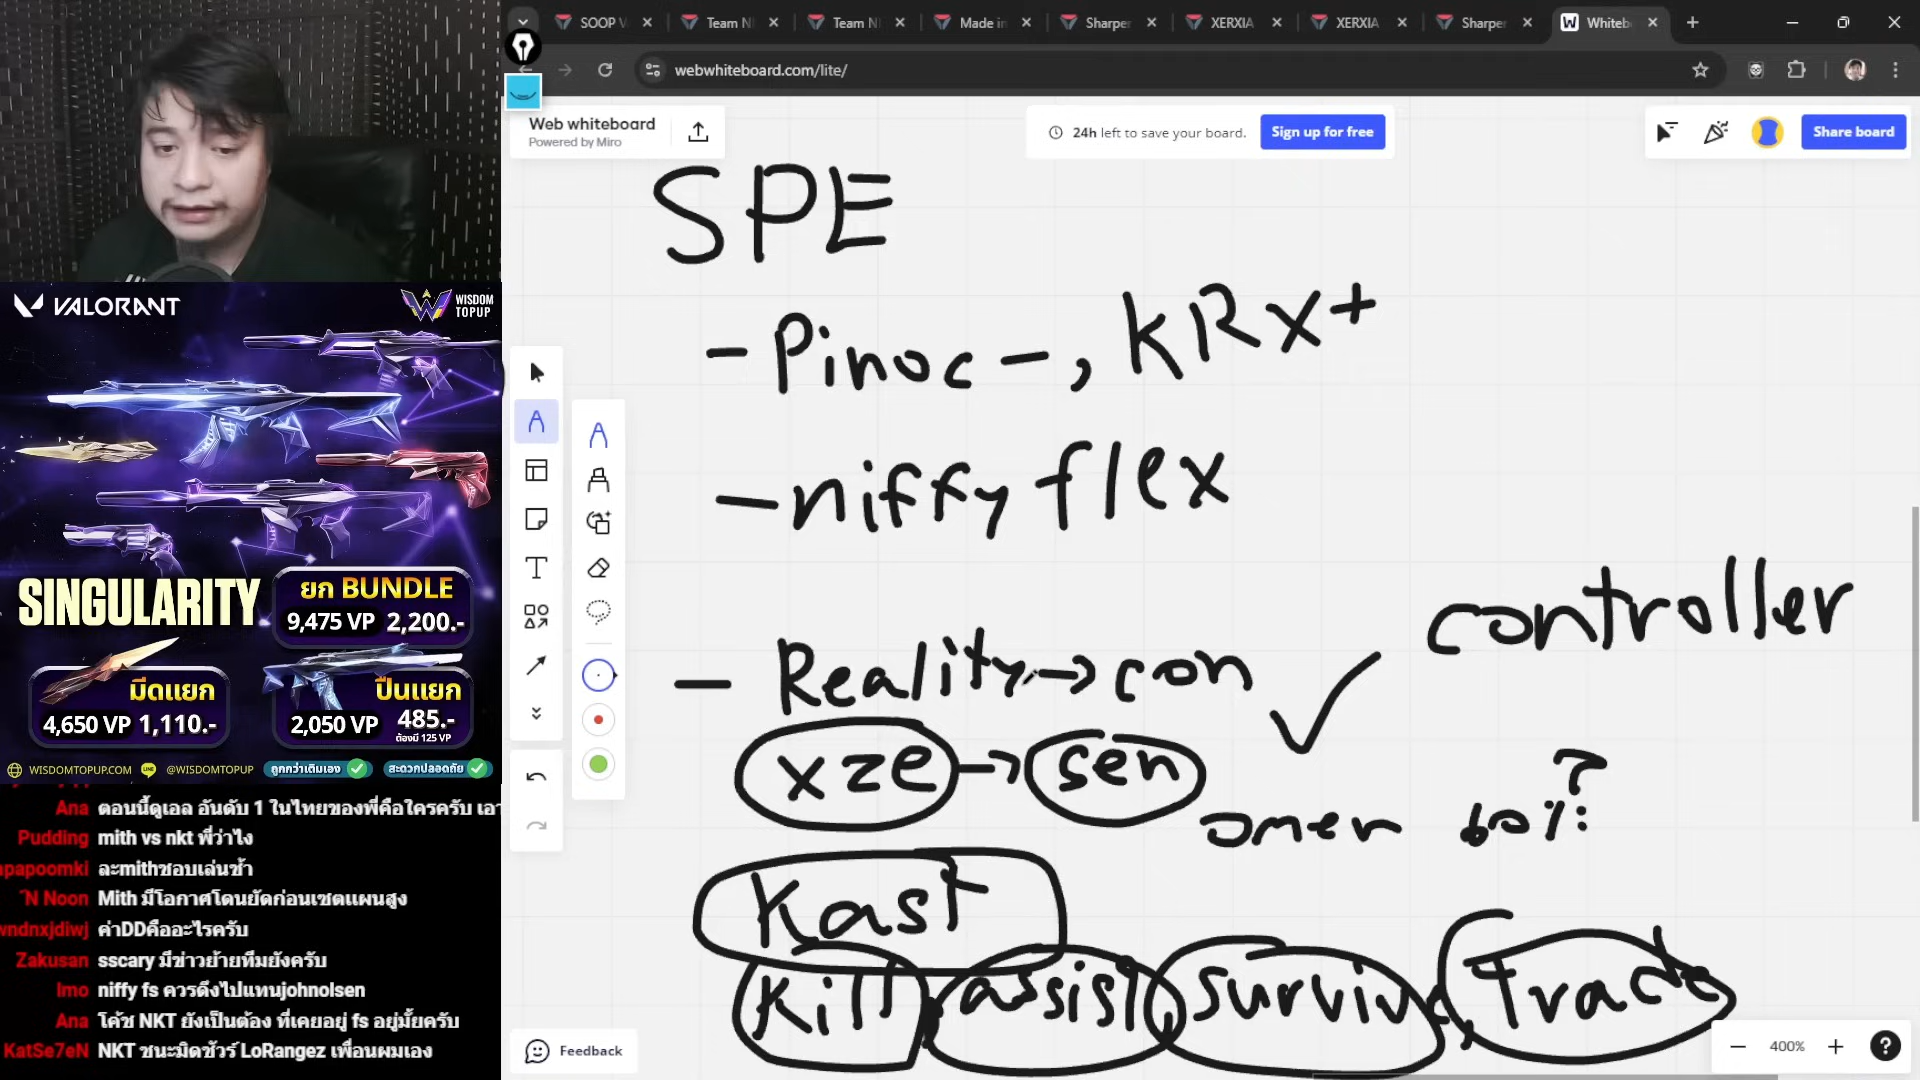 SOOP V
Team N
Team N
Made in
Sharper
XERXIA
XERXIA
Sharper
Whiteb
webwhiteboard.com/lite/
Web whiteboard
Powered by Miro
24h left to save your board.
Sign up for free
Share board
SPE
- Pinoc -, KRX+
- niffy flex
controller
- Reality → con ✓
xze → sen
?
omen 60%
Kast
Kill, assist, survive, Trade
VALORANT
WISDOM
TOPUP
SINGULARITY
ยก BUNDLE
9,475 VP 2,200.-
มีดแยก
4,650 VP 1,110.-
ปืนแยก
2,050 VP 485.-
ต้องมี 125 VP
WISDOMTOPUP.COM @WISDOMTOPUP ถูกกว่าเติมเอง สะดวกปลอดภัย
Ana ตอนนี้ดูเอล อันดับ 1 ในไทยของพี่คือใครครับ เอา
Pudding mith vs nkt พี่ว่าไง
apapoomki ละmithชอบเล่นซ้ำ
N Noon Mith มีโอกาศโดนยัดก่อนเซตแผนสูง
wndnxjdiwj ค่าDDคืออะไรครับ
Zakusan sscary มีข่าวย้ายทีมยังครับ
Imo niffy fs ควรดึงไปแทนjohnolsen
Ana โค้ช NKT ยังเป็นต้อง ที่เคยอยู่ fs อยู่มั้ยครับ
KatSe7eN NKT ชนะมิดชัวร์ LoRangez เพื่อนผมเอง
Feedback
400%